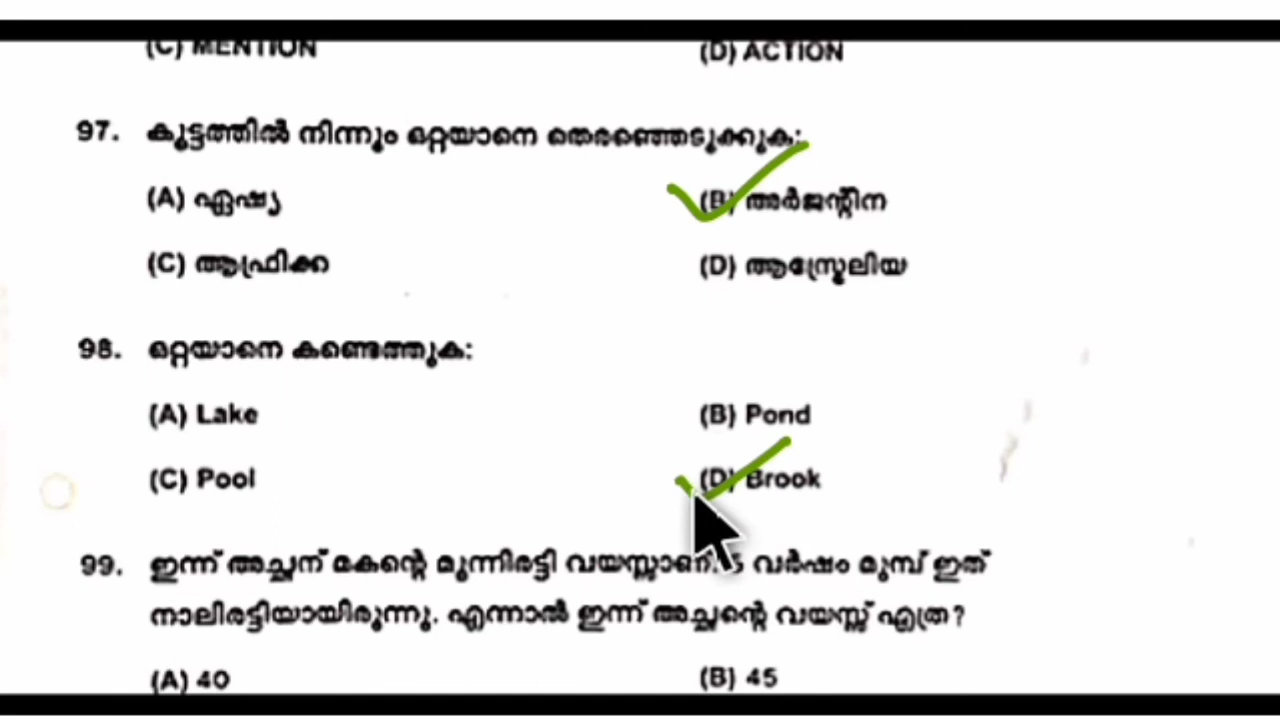 (C) MENTION (D) ACTION
97. കൂട്ടത്തിൽ നിന്നും ഒറ്റയാനെ തെരഞ്ഞെടുക്കുക:
(A) ഏഷ്യ (B) അർജന്റീന
(C) ആഫ്രിക്ക (D) ആസ്ട്രേലിയ
98. ഒറ്റയാനെ കണ്ടെത്തുക:
(A) Lake (B) Pond
(C) Pool (D) Brook
99. ഇന്ന് അച്ഛന് മകന്റെ മൂന്നിരട്ടി വയസ്സാണ്. 5 വർഷം മുമ്പ് ഇത്
നാലിരട്ടിയായിരുന്നു. എന്നാൽ ഇന്ന് അച്ഛന്റെ വയസ്സ് എത്ര?
(A) 40 (B) 45